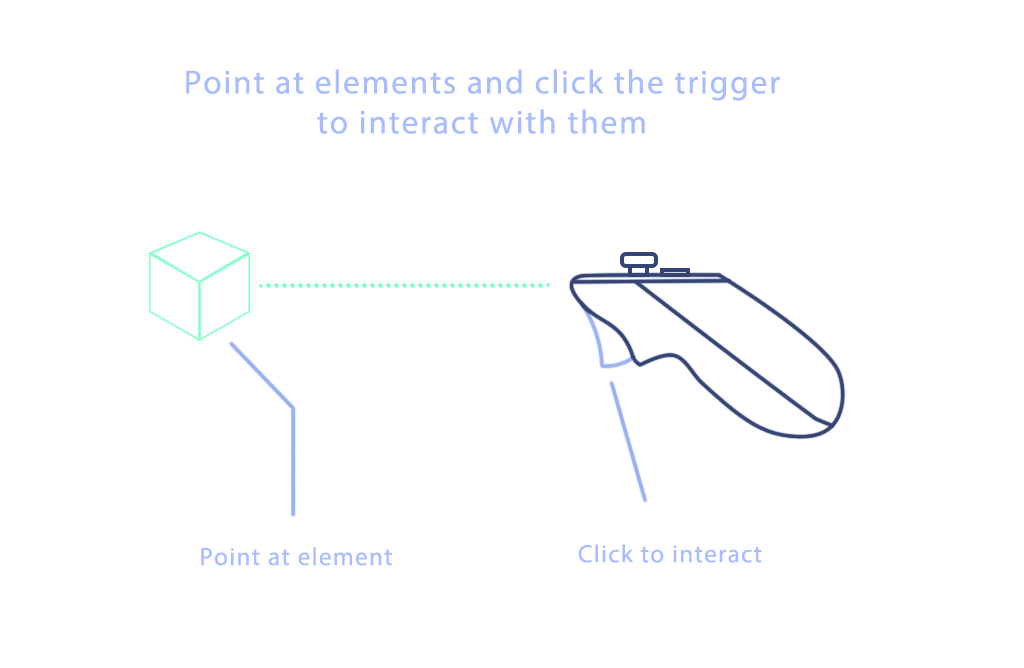 Point at elements and click the trigger
to interact with them
Point at element
Click to interact